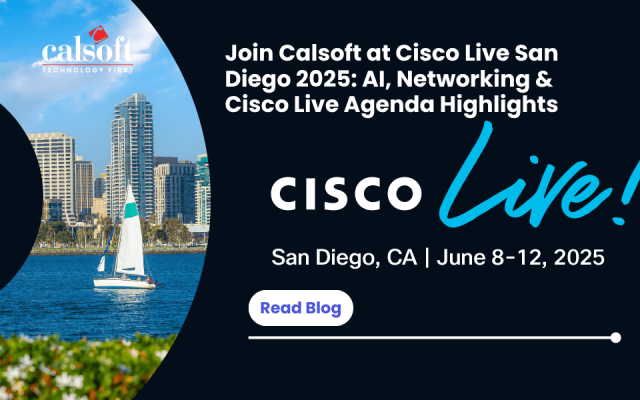 calsoft
TECHNOLOGY FIRST
Join Calsoft at Cisco Live San
Diego 2025: AI, Networking &
Cisco Live Agenda Highlights
CISCO Live!
San Diego, CA | June 8-12, 2025
Read Blog